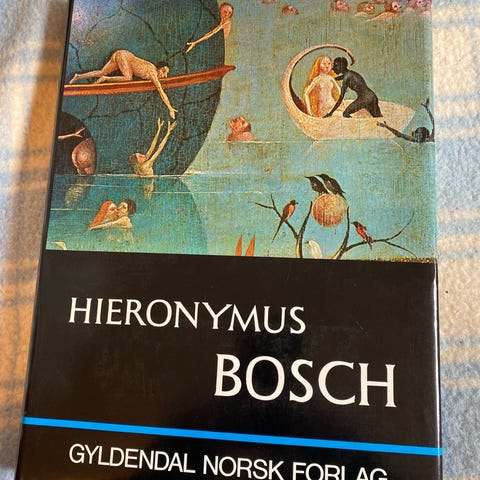 HIERONYMUS
BOSCH
GYLDENDAL NORSK FORLAG